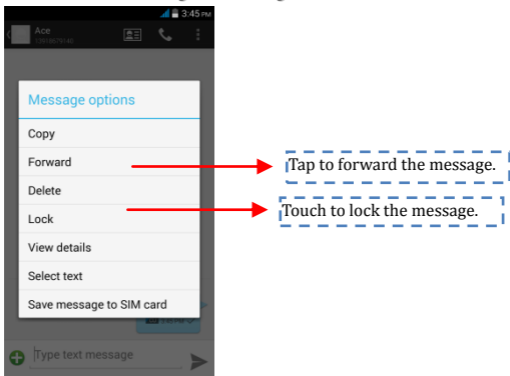 3:45 PM
Ace
Message options
Copy
Forward
Tap to forward the message.
Delete
Lock
Touch to lock the message.
View details
Select text
Save message to SIM card
Type text message